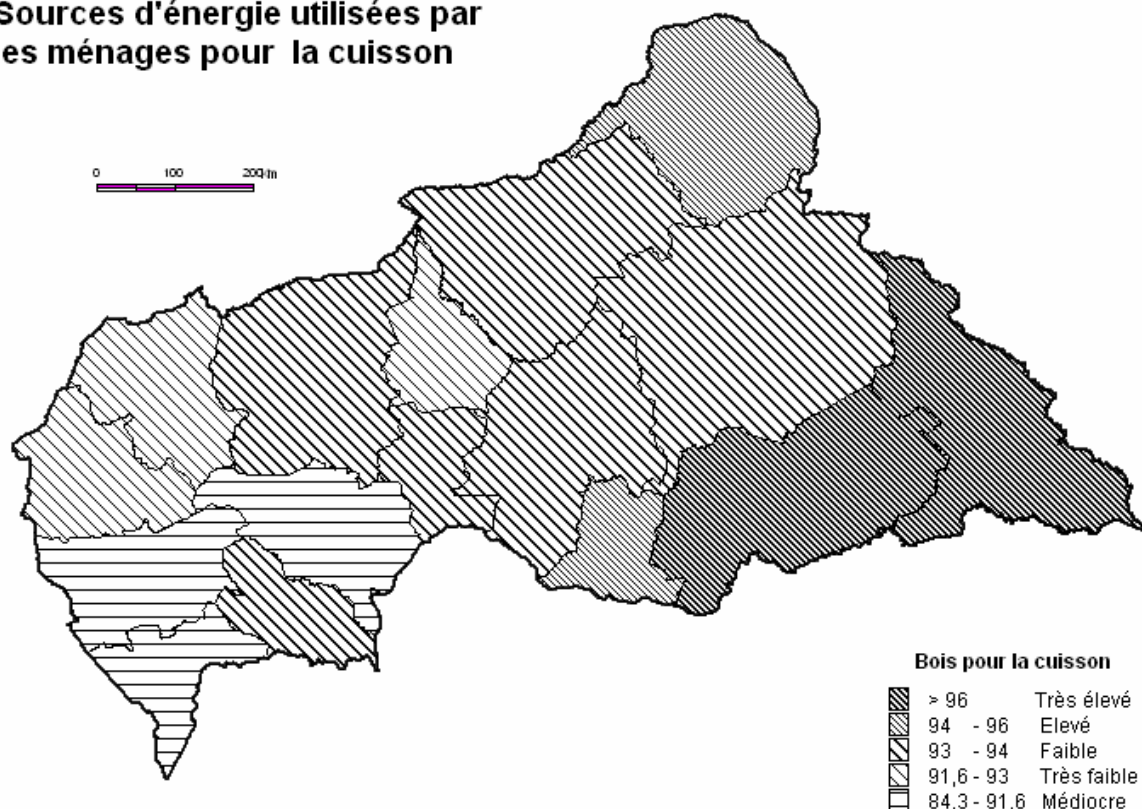 Sources d'énergie utilisées par
es ménages pour la cuisson
0 100 200km
Bois pour la cuisson
> 96 Très élevé
94 - 96 Elevé
93 - 94 Faible
91,6 - 93 Très faible
84,3 - 91,6 Médiocre